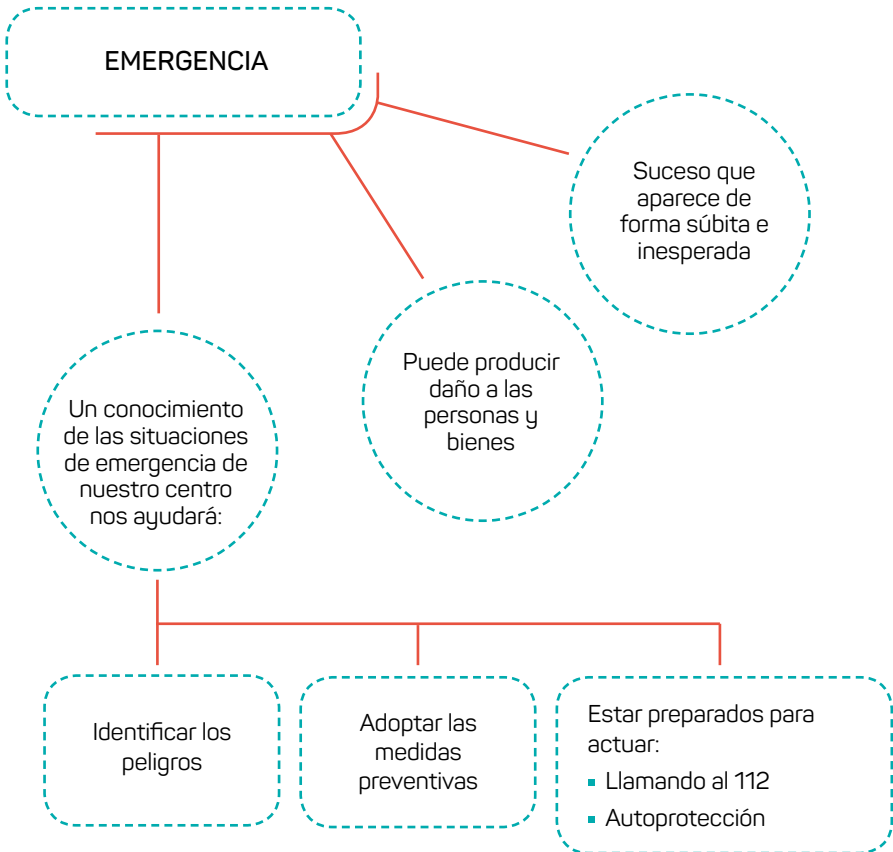 EMERGENCIA
Suceso que
aparece de
forma súbita e
inesperada
Puede producir
daño a las
personas y
bienes
Un conocimiento
de las situaciones
de emergencia de
nuestro centro
nos ayudará:
Identificar los
peligros
Adoptar las
medidas
preventivas
Estar preparados para
actuar:
▪ Llamando al 112
▪ Autoprotección